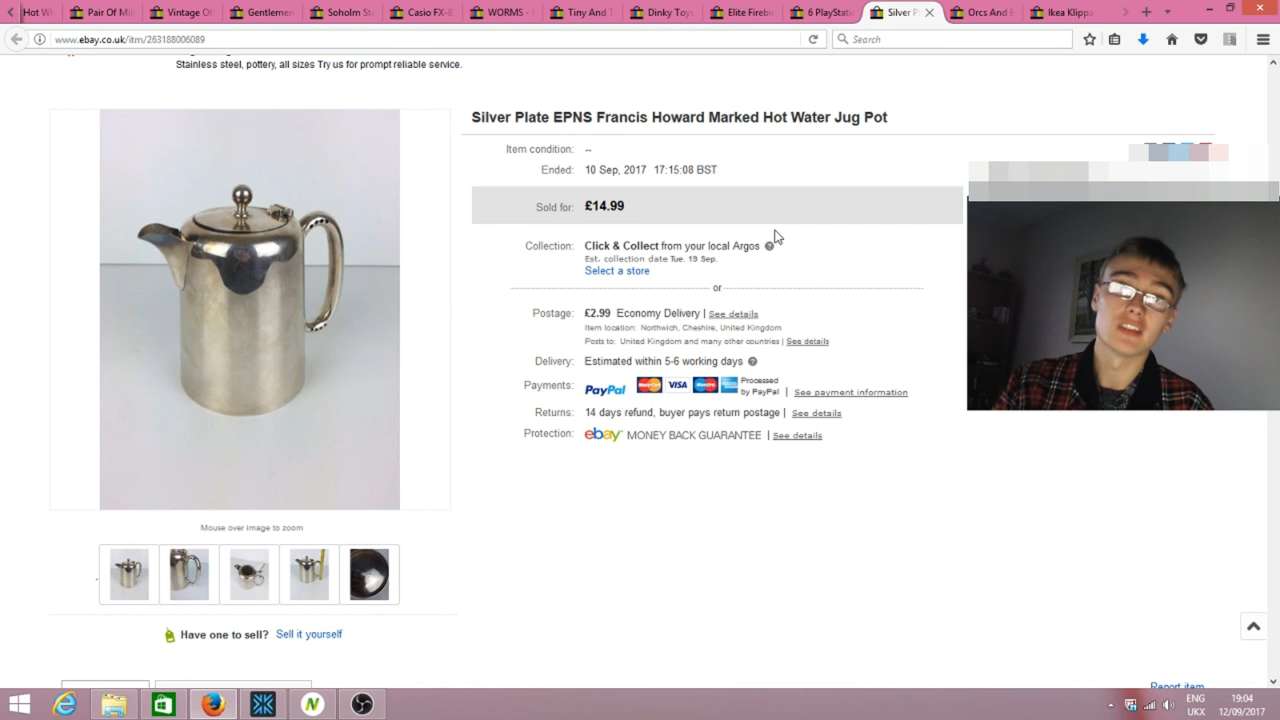 Hot Wh
Pair Of Mil
Vintage Ot
Gentlemen
Soholm St
Casio FX-8
WORMS -
Tiny And T
Dinky Toy
Elite Fireb
6 PlayStati
Silver P
Orcs And E
Ikea Klippa
www.ebay.co.uk/itm/263188006089
Search
Stainless steel, pottery, all sizes Try us for prompt reliable service.
Silver Plate EPNS Francis Howard Marked Hot Water Jug Pot
Item condition: --
Ended: 10 Sep, 2017 17:15:08 BST
Sold for: £14.99
Collection: Click & Collect from your local Argos
Est. collection date Tue. 19 Sep.
Select a store
or
Postage: £2.99 Economy Delivery | See details
Item location: Northwich, Cheshire, United Kingdom
Posts to: United Kingdom and many other countries | See details
Delivery: Estimated within 5-6 working days
Payments: PayPal MasterCard VISA Maestro Processed by PayPal | See payment information
Returns: 14 days refund, buyer pays return postage | See details
Protection: ebay MONEY BACK GUARANTEE | See details
Mouse over image to zoom
Have one to sell? Sell it yourself
Report item
ENG 19:04
UKX 12/09/2017